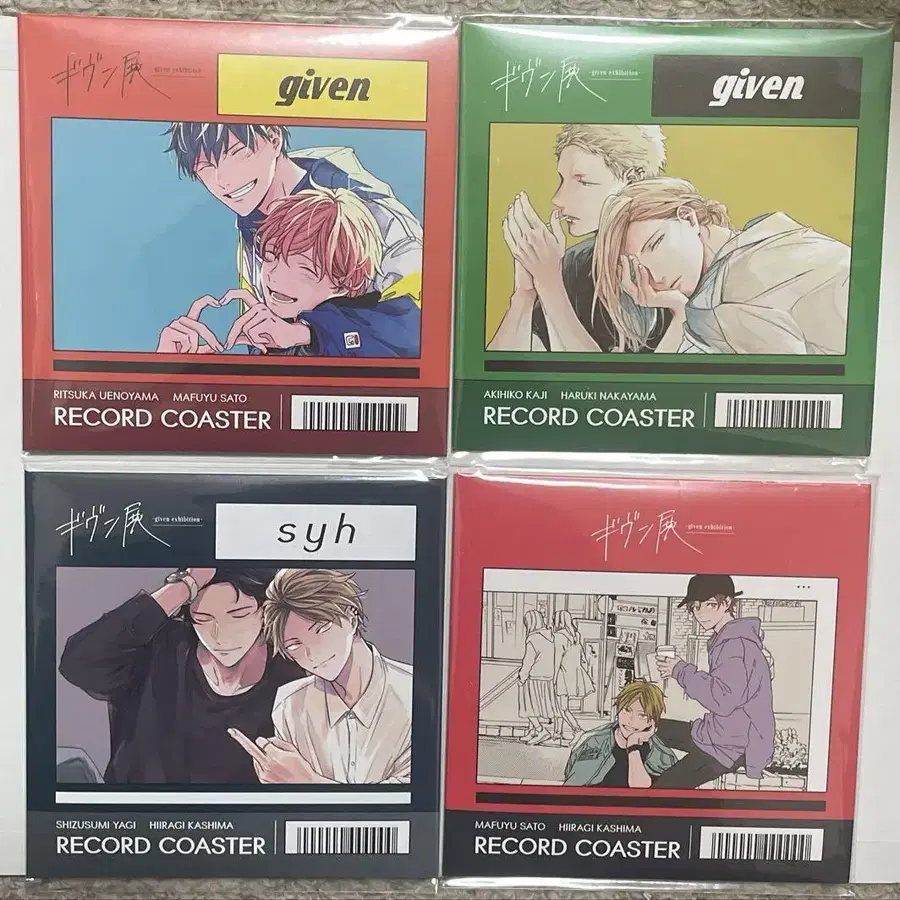 ギヴン展 -given exhibition-
given
RITSUKA UENOYAMA MAFUYU SATO
RECORD COASTER
ギヴン展 -given exhibition-
given
AKIHIKO KAJI HARUKI NAKAYAMA
RECORD COASTER
ギヴン展 -given exhibition-
syh
SHIZUSUMI YAGI HIIRAGI KASHIMA
RECORD COASTER
ギヴン展 -given exhibition-
MAFUYU SATO HIIRAGI KASHIMA
RECORD COASTER